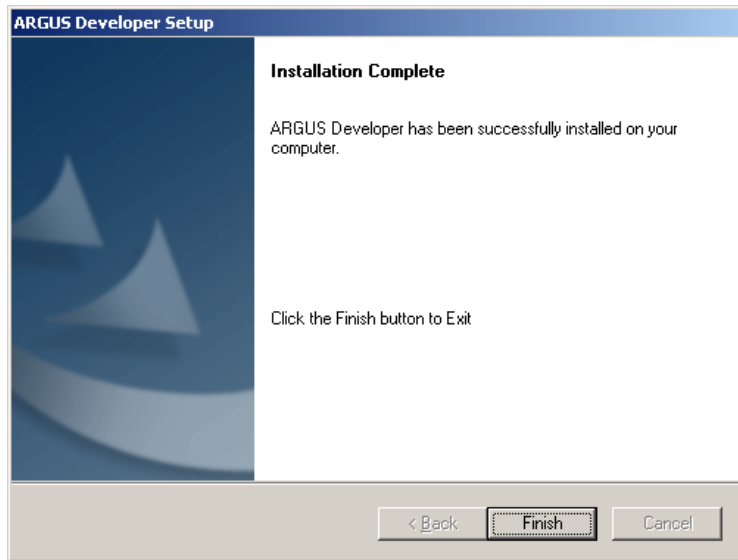 ARGUS Developer Setup
Installation Complete
ARGUS Developer has been successfully installed on your
computer.
Click the Finish button to Exit
< Back
Finish
Cancel